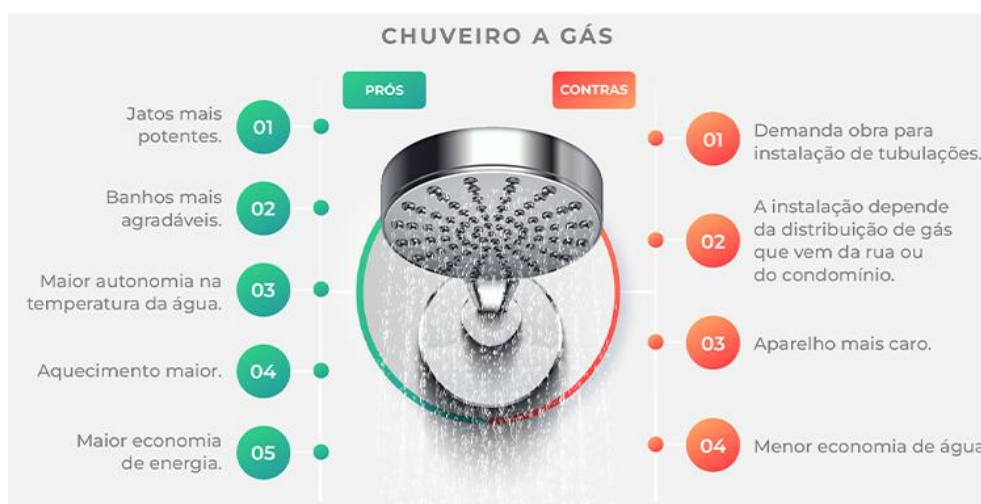 CHUVEIRO A GÁS
PRÓS
Jatos mais
potentes.
01
Banhos mais
agradáveis.
02
Maior autonomia na
temperatura da água.
03
Aquecimento maior.
04
Maior economia
de energia.
05
CONTRAS
01
Demanda obra para
instalação de tubulações.
02
A instalação depende
da distribuição de gás
que vem da rua ou
do condomínio.
03
Aparelho mais caro.
04
Menor economia de água